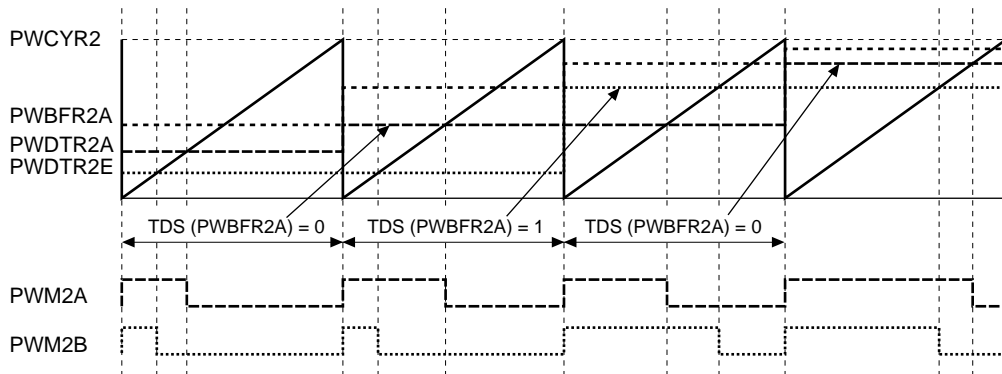 PWCYR2
PWBFR2A
PWDTR2A
PWDTR2E
TDS (PWBFR2A) = 0
TDS (PWBFR2A) = 1
TDS (PWBFR2A) = 0
PWM2A
PWM2B